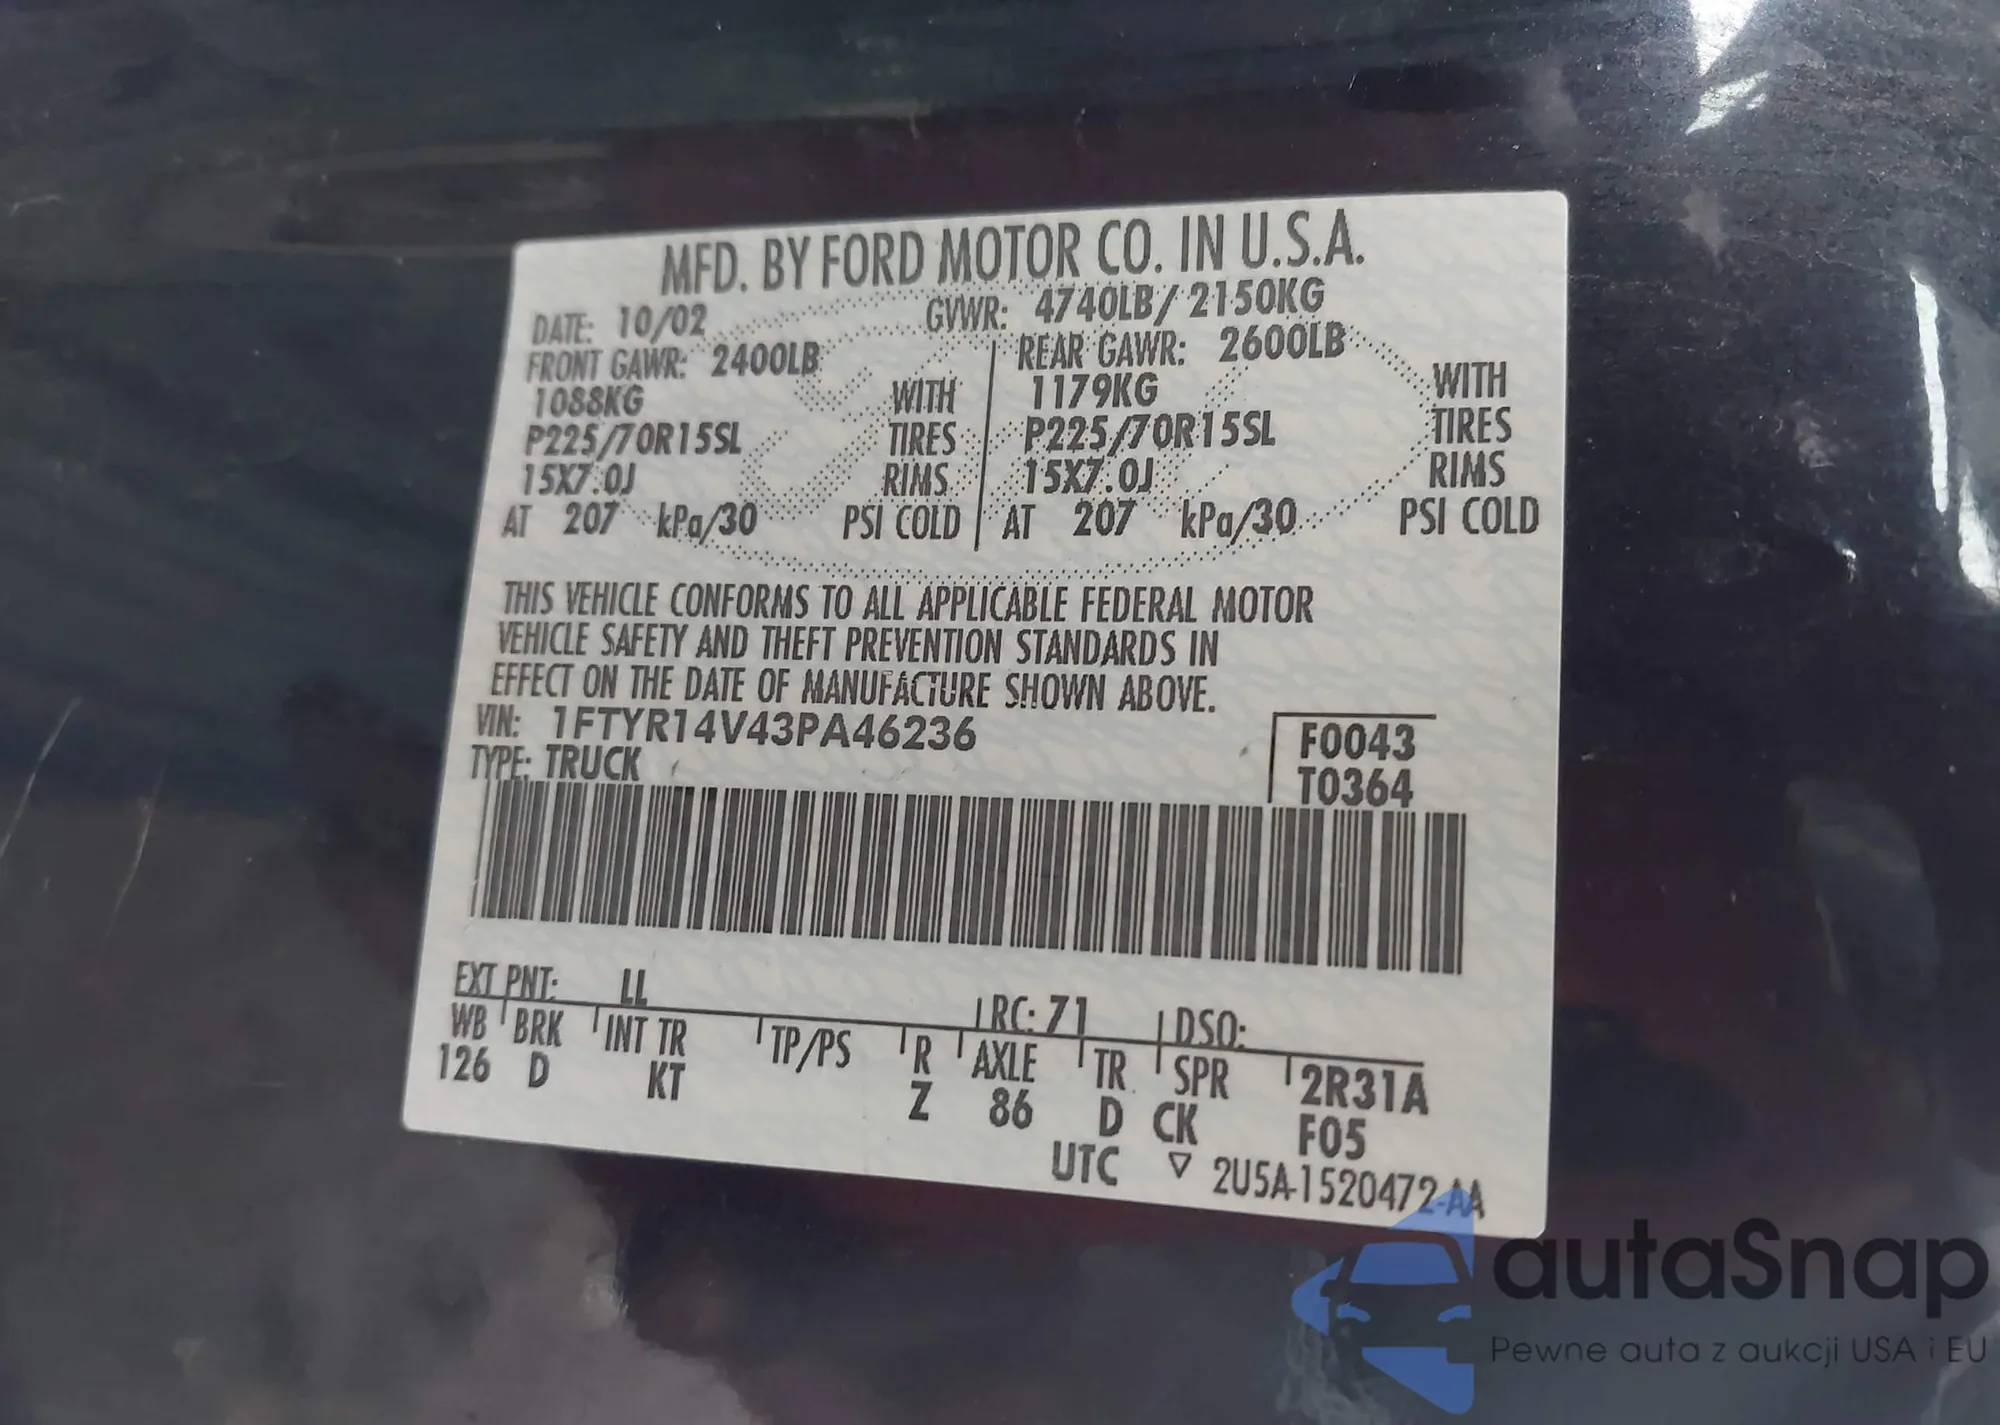 MFD. BY FORD MOTOR CO. IN U.S.A.
DATE: 10/02 GVWR: 4740LB/ 2150KG
FRONT GAWR: 2400LB REAR GAWR: 2600LB
1088KG WITH 1179KG WITH
P225/70R15SL TIRES P225/70R15SL TIRES
15X7.0J RIMS 15X7.0J RIMS
AT 207 kPa/30 PSI COLD AT 207 kPa/30 PSI COLD
THIS VEHICLE CONFORMS TO ALL APPLICABLE FEDERAL MOTOR
VEHICLE SAFETY AND THEFT PREVENTION STANDARDS IN
EFFECT ON THE DATE OF MANUFACTURE SHOWN ABOVE.
VIN: 1FTYR14V43PA46236 F0043
TYPE: TRUCK T0364
EXT PNT: LL RC: 71 DSO:
WB BRK INT TR TP/PS R AXLE TR SPR 2R31A
126 D KT Z 86 D CK F05
UTC ▽ 2U5A-1520472-AA
autaSnap
Pewne auta z aukcji USA i EU